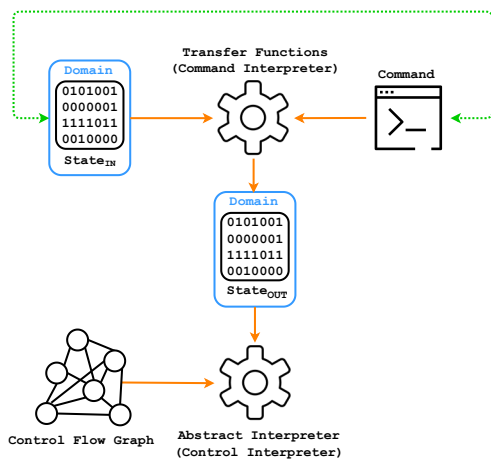 Transfer Functions
(Command Interpreter)
Domain
0101001
0000001
1111011
0010000
StateIN
Command
>_
Domain
0101001
0000001
1111011
0010000
StateOUT
Control Flow Graph
Abstract Interpreter
(Control Interpreter)